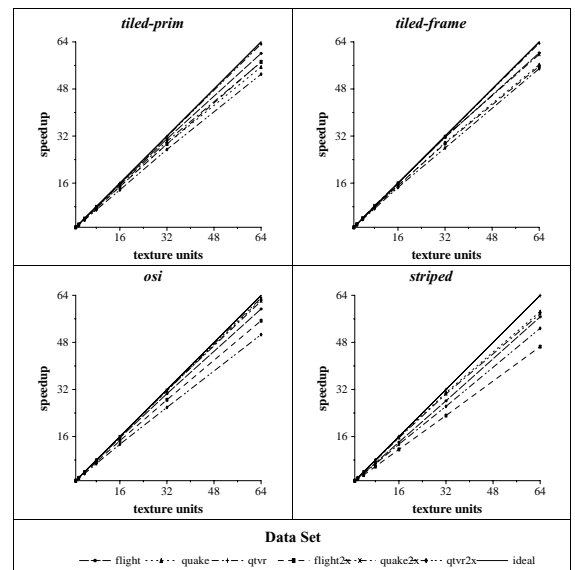 tiled-prim
64
48
32
16
speedup
16 32 48 64
texture units
tiled-frame
64
48
32
16
speedup
16 32 48 64
texture units
osi
64
48
32
16
speedup
16 32 48 64
texture units
striped
64
48
32
16
speedup
16 32 48 64
texture units
Data Set
flight quake qtvr flight2x quake2x qtvr2x ideal